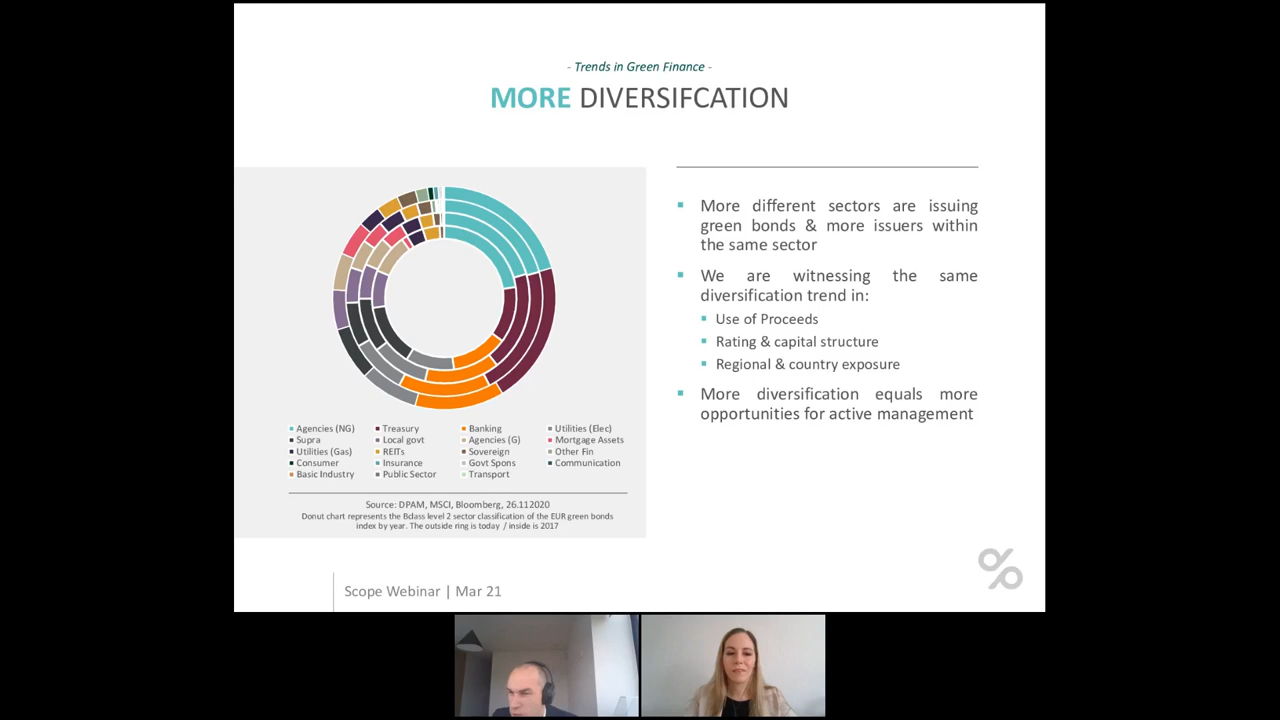 - Trends in Green Finance -
MORE DIVERSIFCATION
Agencies (NG) Treasury Banking Utilities (Elec)
Supra Local govt Agencies (G) Mortgage Assets
Utilities (Gas) REITs Sovereign Other Fin
Consumer Insurance Govt Spons Communication
Basic Industry Public Sector Transport
Source: DPAM, MSCI, Bloomberg, 26.112020
Donut chart represents the Bclass level 2 sector classification of the EUR green bonds
index by year. The outside ring is today / inside is 2017
More different sectors are issuing
green bonds & more issuers within
the same sector
We are witnessing the same
diversification trend in:
Use of Proceeds
Rating & capital structure
Regional & country exposure
More diversification equals more
opportunities for active management
Scope Webinar | Mar 21